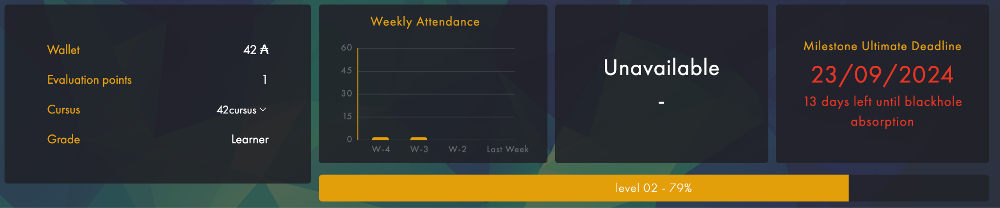 Wallet 42 ₳
Evaluation points 1
Cursus 42cursus
Grade Learner
Weekly Attendance
60
45
30
15
0
W-4 W-3 W-2 Last Week
Unavailable
-
Milestone Ultimate Deadline
23/09/2024
13 days left until blackhole
absorption
level 02 - 79%